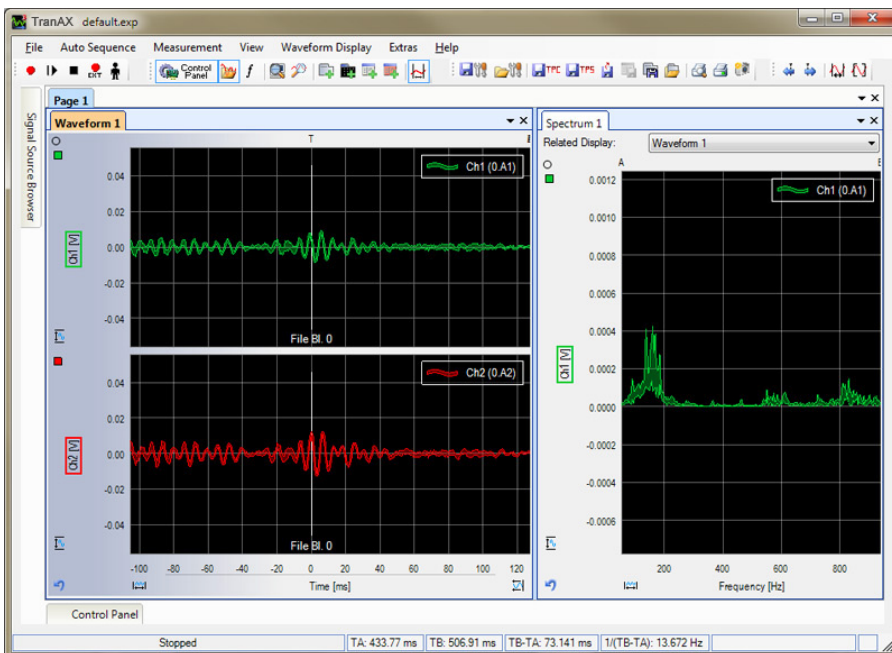 TranAX default.exp
File Auto Sequence Measurement View Waveform Display Extras Help
EXT Control Panel f TPC TPS
Signal Source Browser
Page 1
Waveform 1
T
Ch1 [V]
0.04
0.02
0.00
-0.02
-0.04
Ch1 (0.A1)
File Bl. 0
Ch2 [V]
0.04
0.02
0.00
-0.02
-0.04
Ch2 (0.A2)
File Bl. 0
-100 -80 -60 -40 -20 0 20 40 60 80 100 120
Time [ms]
Spectrum 1
Related Display: Waveform 1
A
Ch1 [V]
0.0012
0.0010
0.0008
0.0006
0.0004
0.0002
0.0000
-0.0002
-0.0004
-0.0006
Ch1 (0.A1)
200 400 600 800
Frequency [Hz]
Control Panel
Stopped TA: 433.77 ms TB: 506.91 ms TB-TA: 73.141 ms 1/(TB-TA): 13.672 Hz